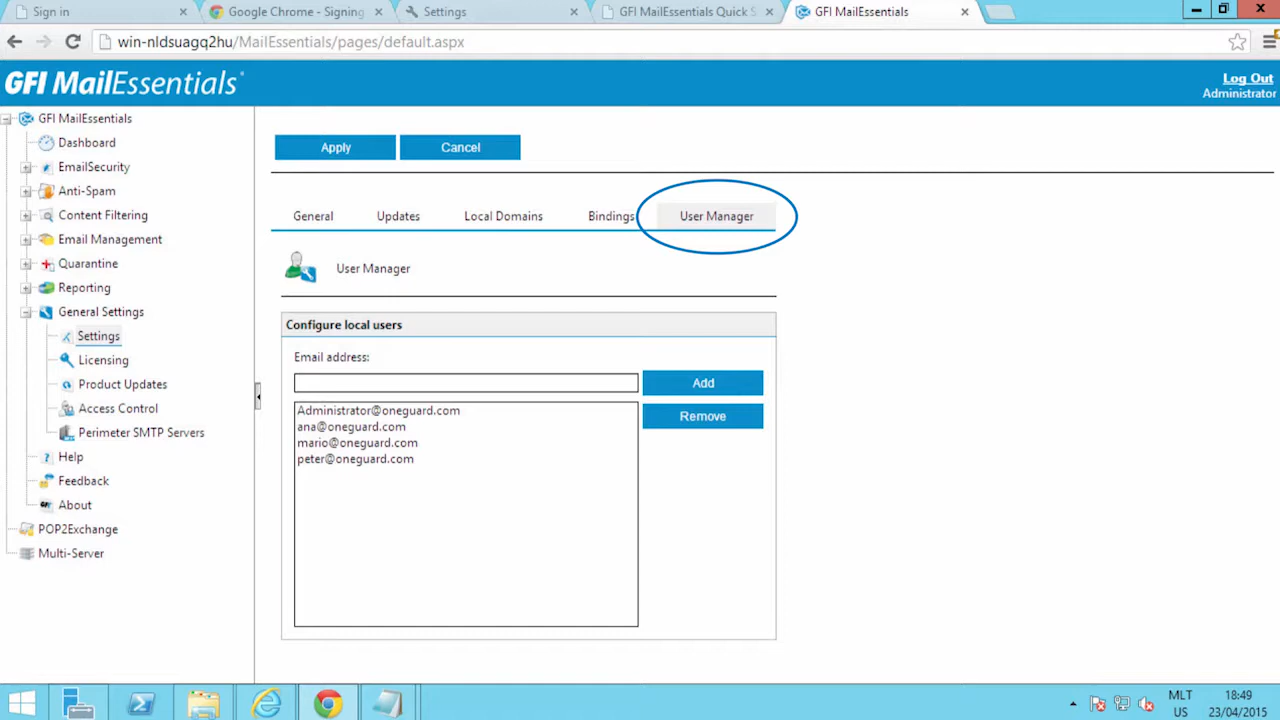 Sign in
Google Chrome - Signing
Settings
GFI MailEssentials Quick S
GFI MailEssentials
win-nldsuagq2hu/MailEssentials/pages/default.aspx
GFI MailEssentials
Log Out
Administrator
GFI MailEssentials
Dashboard
EmailSecurity
Anti-Spam
Content Filtering
Email Management
Quarantine
Reporting
General Settings
Settings
Licensing
Product Updates
Access Control
Perimeter SMTP Servers
Help
Feedback
About
POP2Exchange
Multi-Server
Apply
Cancel
General
Updates
Local Domains
Bindings
User Manager
User Manager
Configure local users
Email address:
Add
Administrator@oneguard.com
ana@oneguard.com
mario@oneguard.com
peter@oneguard.com
Remove
MLT
US
18:49
23/04/2015